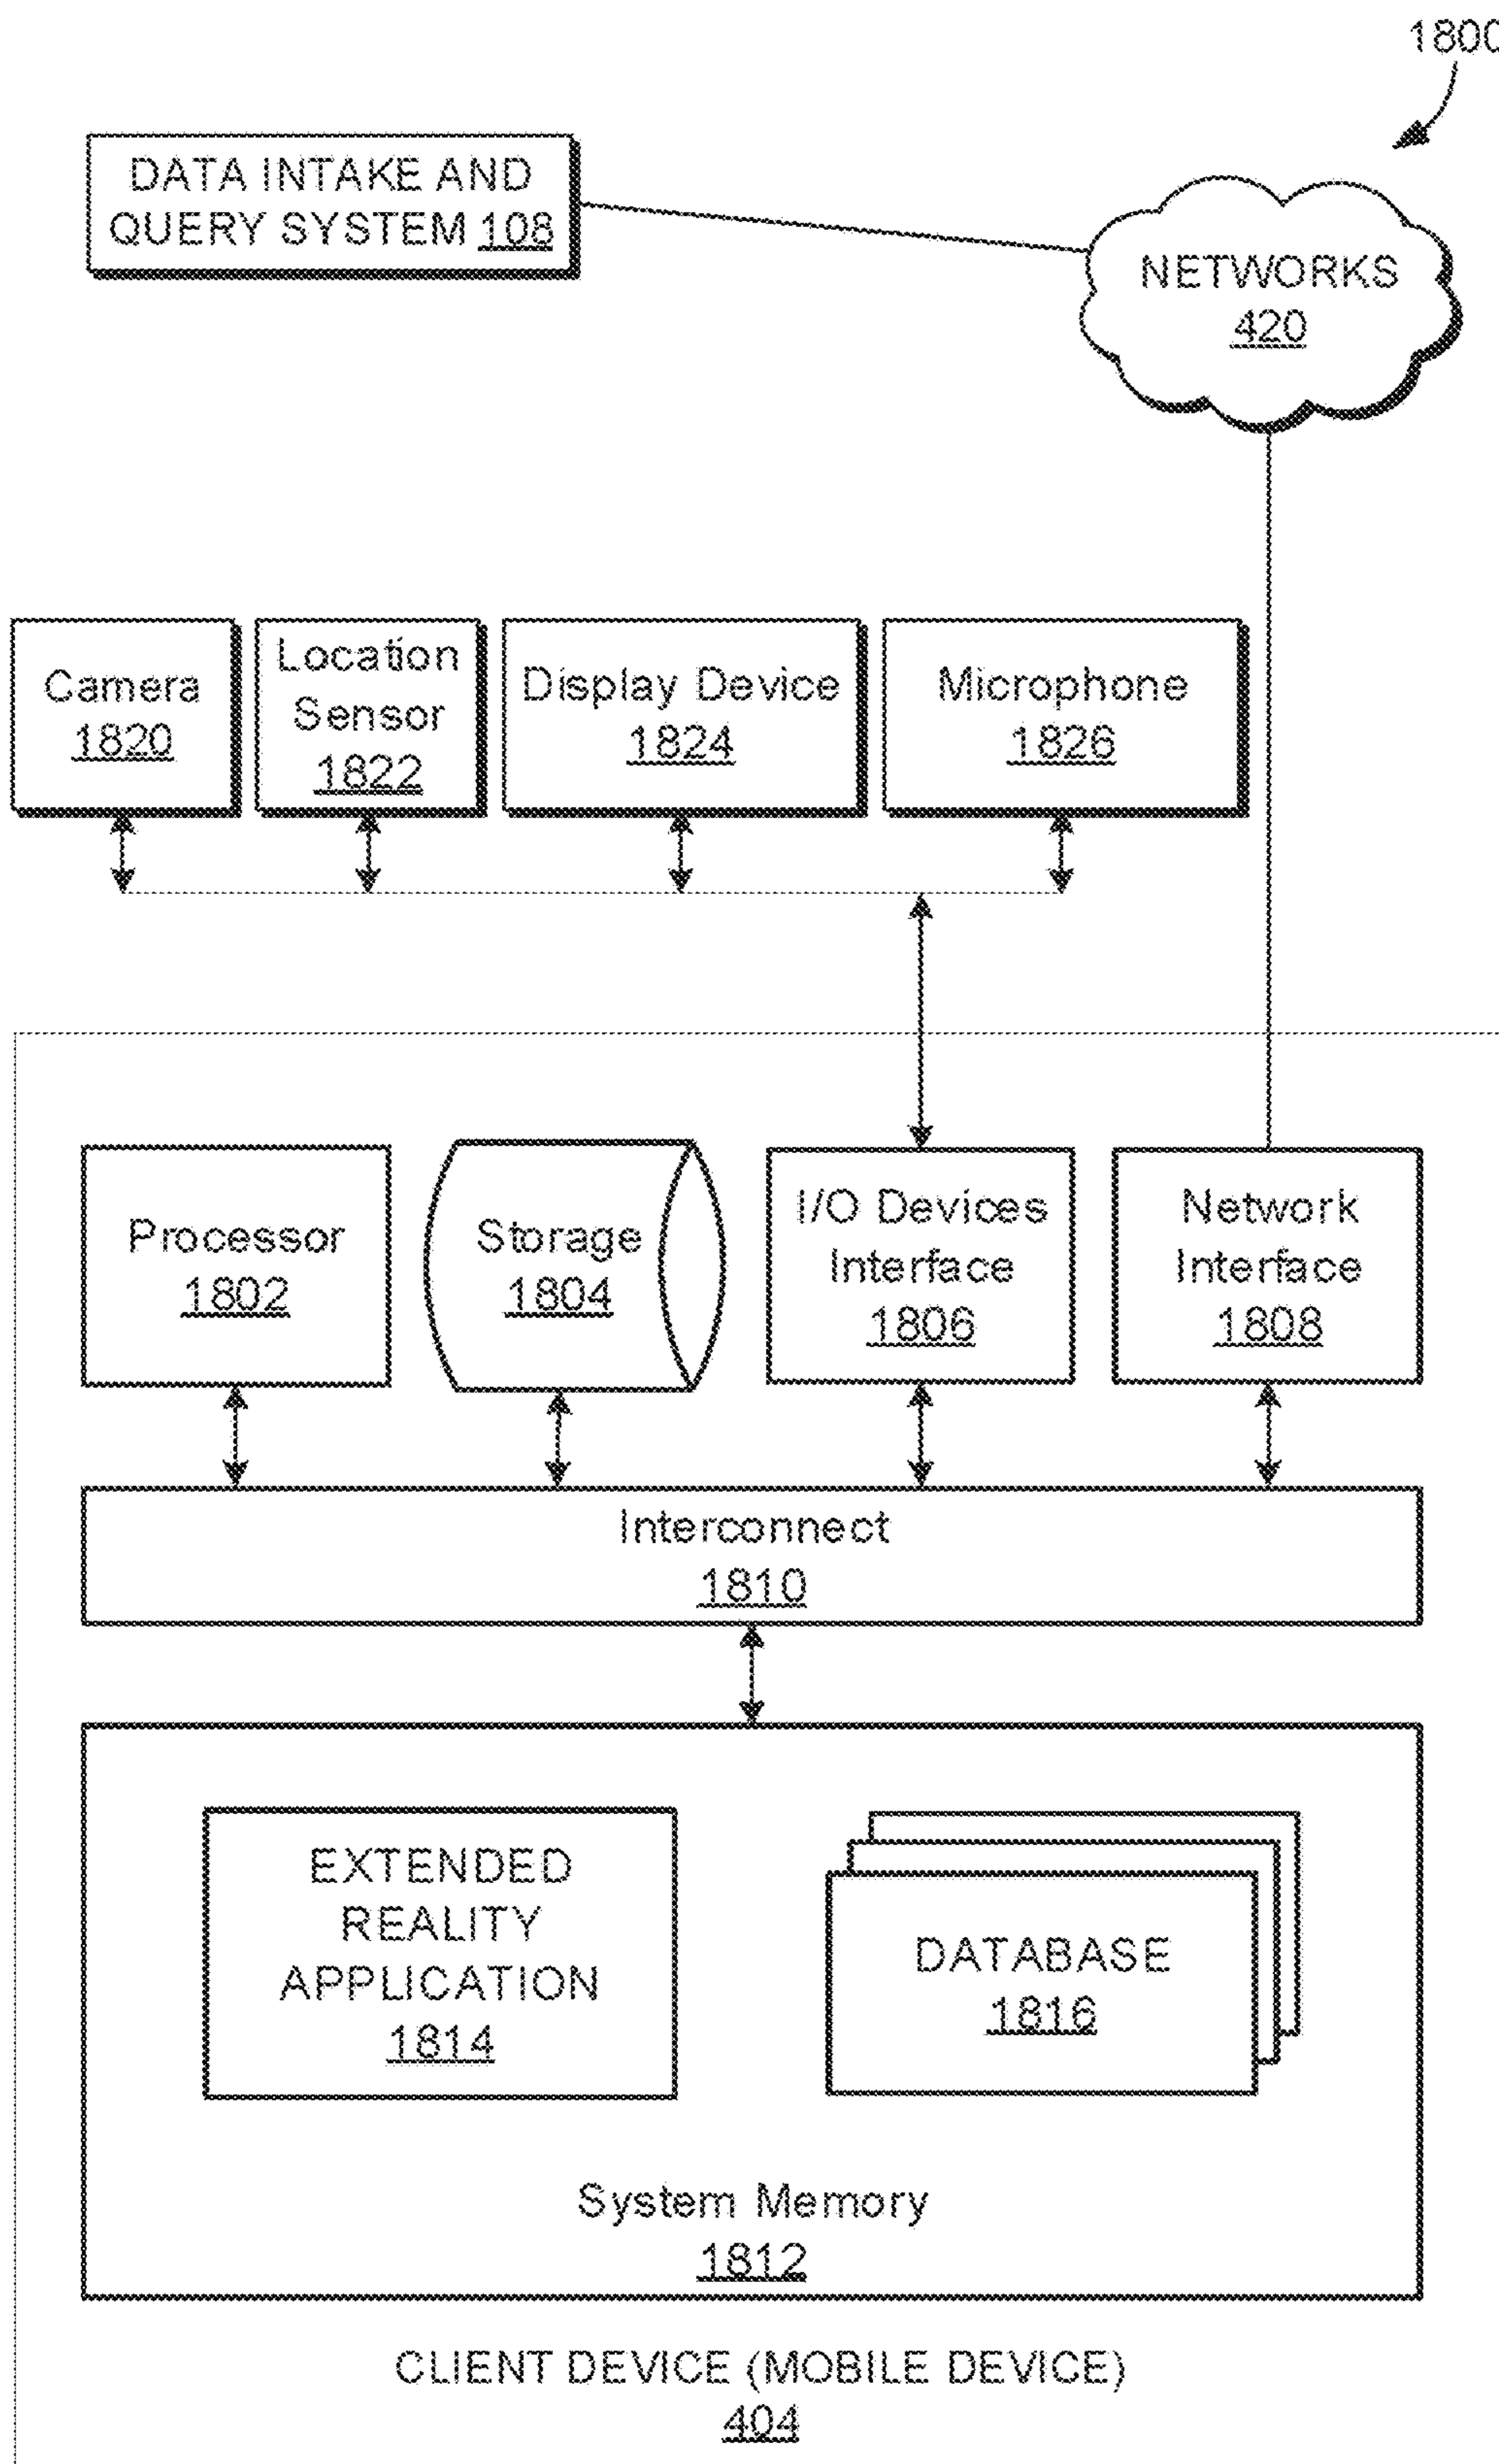 1800
DATA INTAKE AND
QUERY SYSTEM 108
NETWORKS
420
Camera
1820
Location
Sensor
1822
Display Device
1824
Microphone
1826
Processor
1802
Storage
1804
I/O Devices
Interface
1806
Network
Interface
1808
Interconnect
1810
EXTENDED
REALITY
APPLICATION
1814
DATABASE
1816
System Memory
1812
CLIENT DEVICE (MOBILE DEVICE)
404